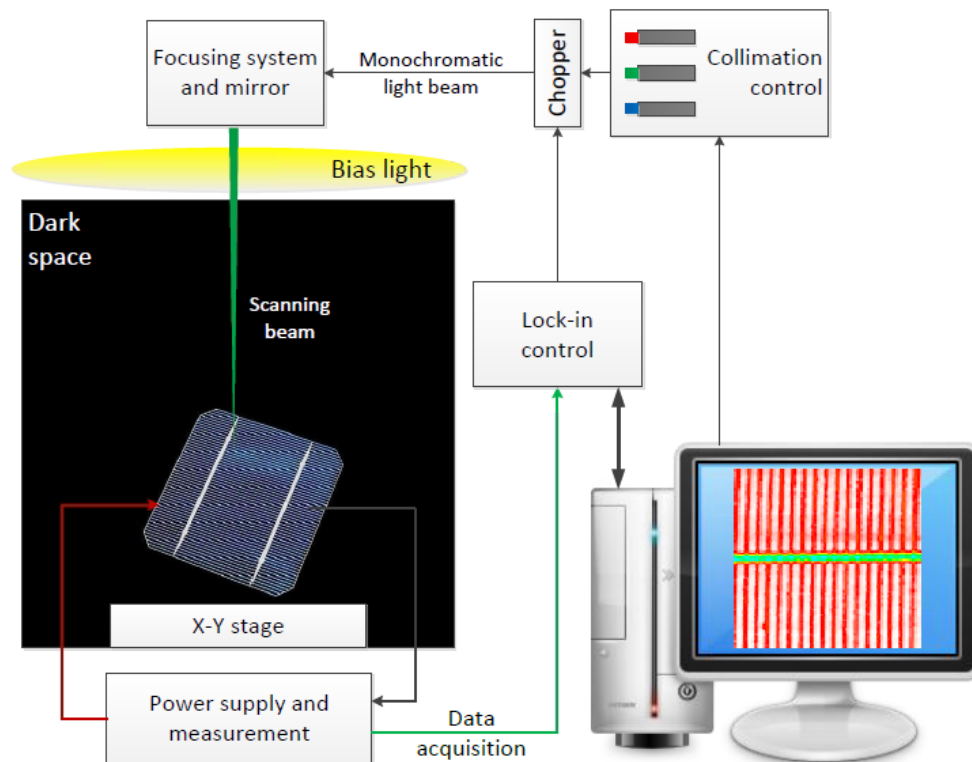 Focusing system
and mirror
Monochromatic
light beam
Chopper
Collimation
control
Bias light
Dark
space
Scanning
beam
Lock-in
control
X-Y stage
Power supply and
measurement
Data
acquisition